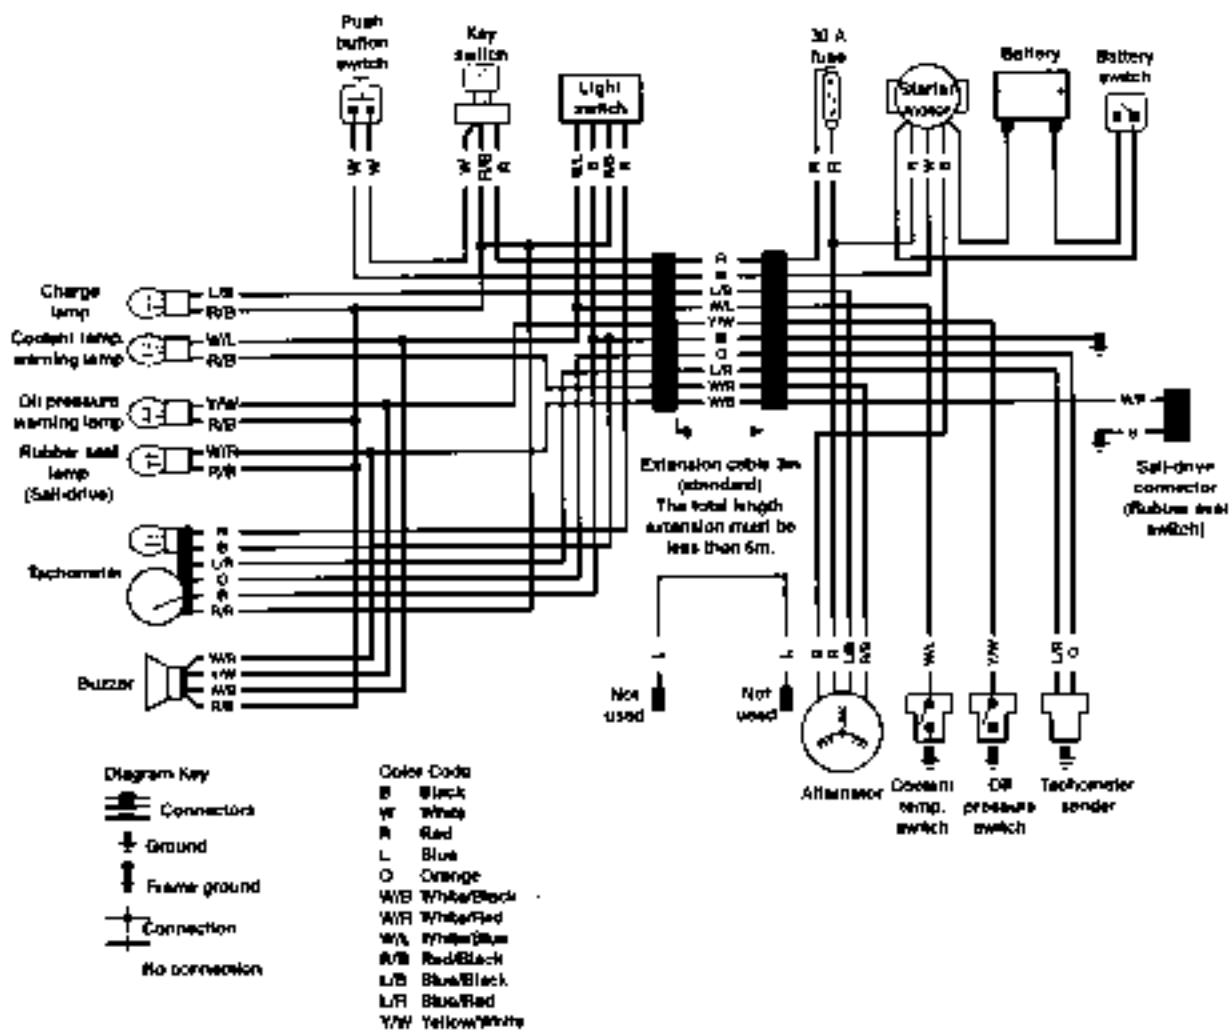 Push
button
switch
Key
switch
Light
switch
30 A
fuse
Starter
motor
Battery
Battery
switch
W
W
W
R/B
R
B
R
R
W
B
R
L/B
W/L
Y/W
B
O
L/R
W/R
W/B
Charge
lamp
L/B
R/B
Coolant temp.
warning lamp
W/L
R/B
Oil pressure
warning lamp
Y/W
R/B
Rubber seal
lamp
(Sail-drive)
W/R
R/B
Tachometer
R
B
L/R
O
B
Buzzer
Y/W
R/B
Extension cable 3m
(standard)
The total length
extension must be
less than 6m.
B
Sail-drive
connector
(Rubber seal
switch)
L
L
Not
used
Not
used
B
R
L/B
R/B
W/L
Y/W
L/R
O
Alternator
Coolant
temp.
switch
Oil
pressure
switch
Tachometer
sender
Diagram Key
Connectors
Ground
Frame ground
Connection
No connection
Color Code
B Black
W White
R Red
L Blue
O Orange
W/B White/Black
W/R White/Red
W/L White/Blue
R/B Red/Black
L/B Blue/Black
L/R Blue/Red
Y/W Yellow/White